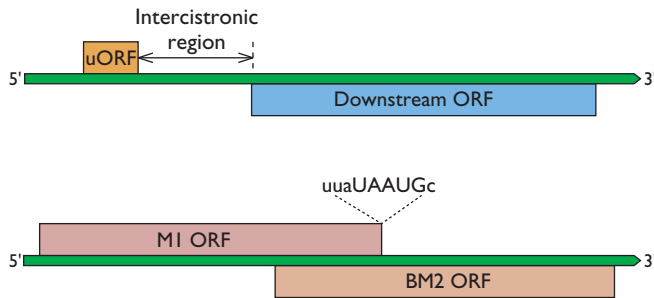 Intercistronic
region
uORF
5' 3'
Downstream ORF
uuaUAAUGc
M1 ORF
5' 3'
BM2 ORF